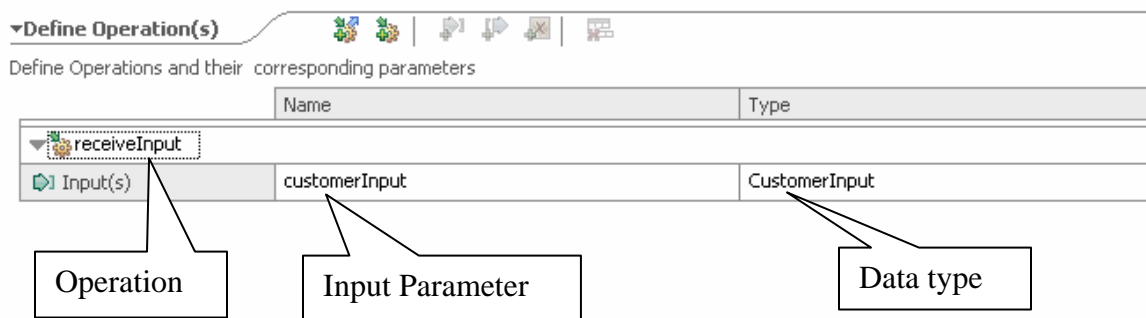 Define Operation(s)
Define Operations and their corresponding parameters
Name Type
receiveInput
Input(s) customerInput CustomerInput
Operation Input Parameter Data type